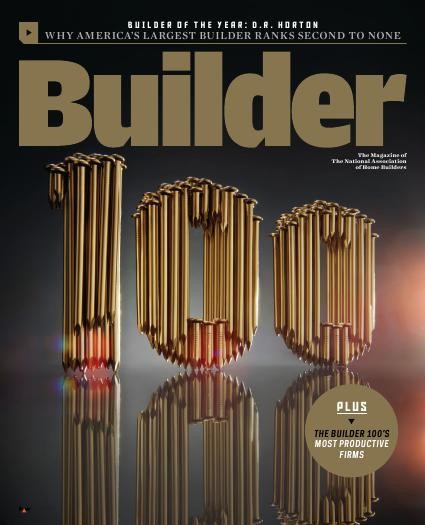 BUILDER OF THE YEAR: D.R. HORTON
WHY AMERICA'S LARGEST BUILDER RANKS SECOND TO NONE
Builder
The Magazine of
The National Association
of Home Builders
100
PLUS
THE BUILDER 100'S
MOST PRODUCTIVE
FIRMS